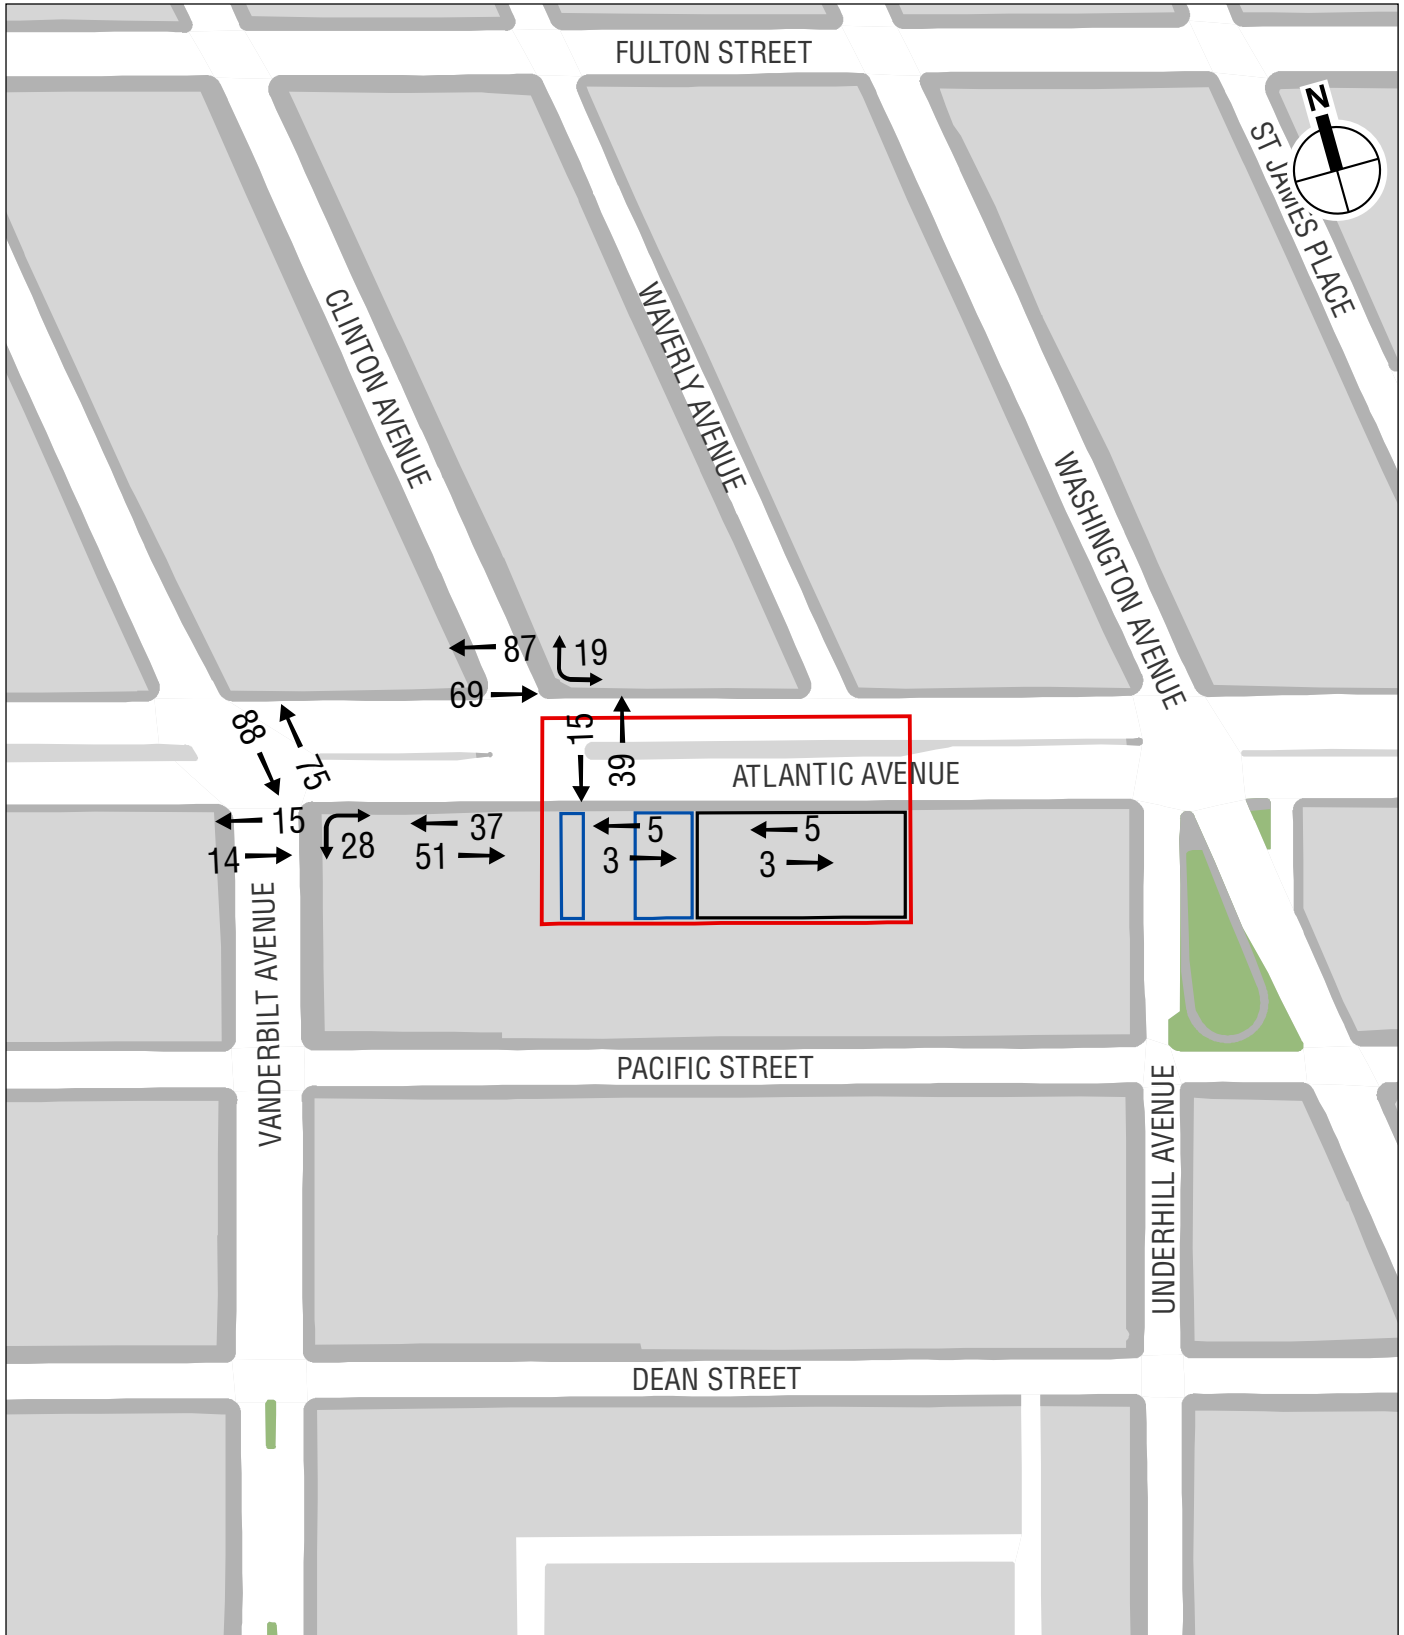 FULTON STREET
N
ST JAMES PLACE
CLINTON AVENUE
WAVERLY AVENUE
WASHINGTON AVENUE
87
19
69
88
75
15
39
ATLANTIC AVENUE
15
28
37
5
5
14
51
3
3
VANDERBILT AVENUE
PACIFIC STREET
UNDERHILL AVENUE
DEAN STREET